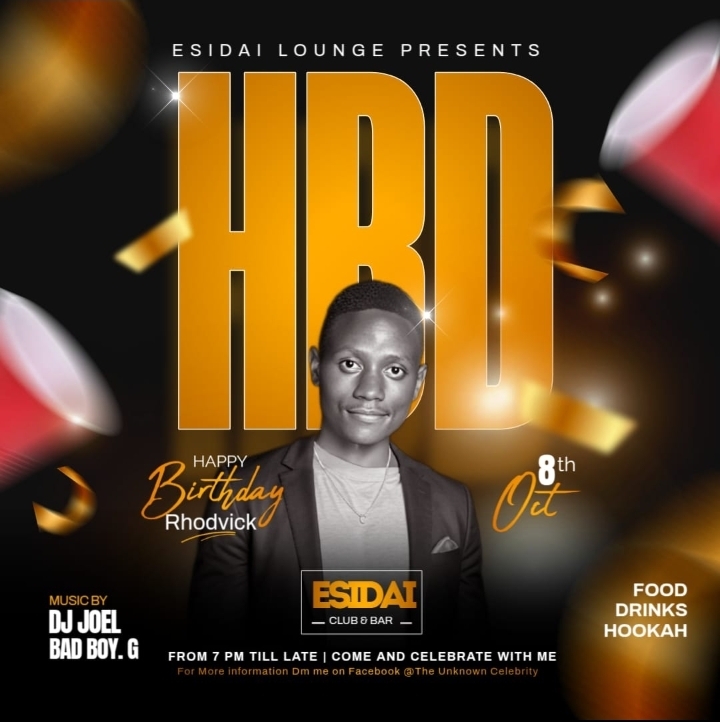 ESIDAI LOUNGE PRESENTS
HBD
HAPPY
Birthday
Rhodvick
8th
Oct
MUSIC BY
DJ JOEL
BAD BOY. G
ESIDAI
CLUB & BAR
FOOD
DRINKS
HOOKAH
FROM 7 PM TILL LATE | COME AND CELEBRATE WITH ME
For More information Dm me on Facebook @The Unknown Celebrity